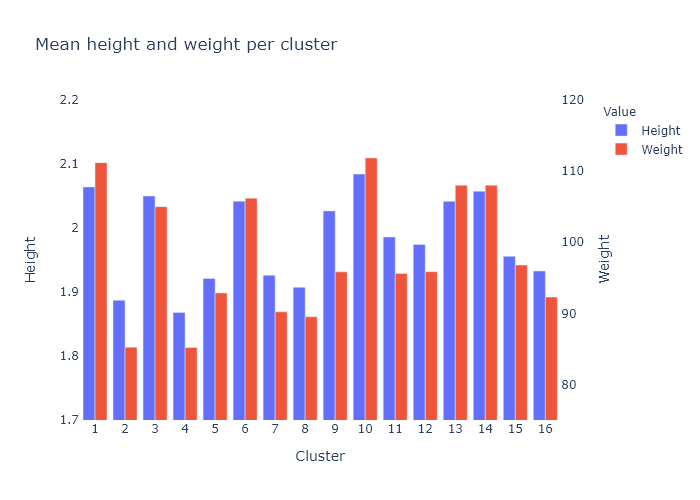 Mean height and weight per cluster
2.2
2.1
2
1.9
1.8
1.7
Height
120
110
100
90
80
Weight
Value
Height
Weight
1 2 3 4 5 6 7 8 9 10 11 12 13 14 15 16
Cluster